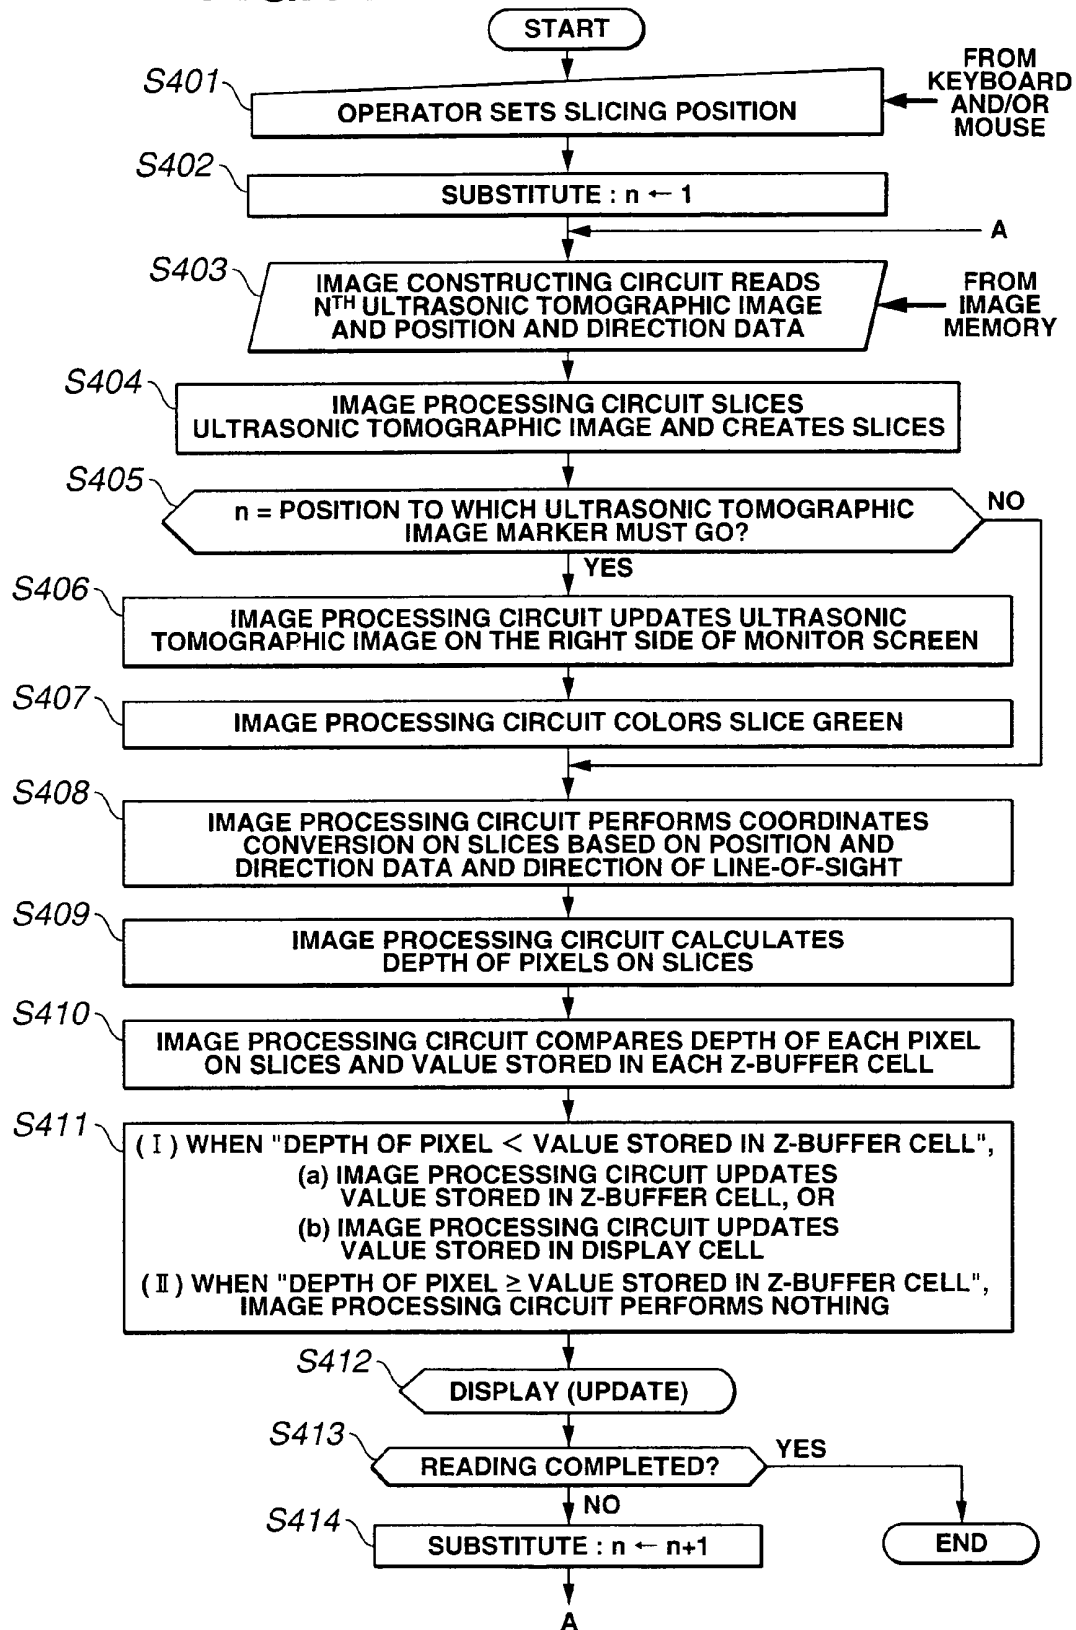 START
S401
OPERATOR SETS SLICING POSITION
FROM
KEYBOARD
AND/OR
MOUSE
S402
SUBSTITUTE : n ← 1
A
S403
IMAGE CONSTRUCTING CIRCUIT READS
NTH ULTRASONIC TOMOGRAPHIC IMAGE
AND POSITION AND DIRECTION DATA
FROM
IMAGE
MEMORY
S404
IMAGE PROCESSING CIRCUIT SLICES
ULTRASONIC TOMOGRAPHIC IMAGE AND CREATES SLICES
S405
n = POSITION TO WHICH ULTRASONIC TOMOGRAPHIC
IMAGE MARKER MUST GO?
NO
YES
S406
IMAGE PROCESSING CIRCUIT UPDATES ULTRASONIC
TOMOGRAPHIC IMAGE ON THE RIGHT SIDE OF MONITOR SCREEN
S407
IMAGE PROCESSING CIRCUIT COLORS SLICE GREEN
S408
IMAGE PROCESSING CIRCUIT PERFORMS COORDINATES
CONVERSION ON SLICES BASED ON POSITION AND
DIRECTION DATA AND DIRECTION OF LINE-OF-SIGHT
S409
IMAGE PROCESSING CIRCUIT CALCULATES
DEPTH OF PIXELS ON SLICES
S410
IMAGE PROCESSING CIRCUIT COMPARES DEPTH OF EACH PIXEL
ON SLICES AND VALUE STORED IN EACH Z-BUFFER CELL
S411
(Ⅰ) WHEN "DEPTH OF PIXEL < VALUE STORED IN Z-BUFFER CELL",
(a) IMAGE PROCESSING CIRCUIT UPDATES
VALUE STORED IN Z-BUFFER CELL, OR
(b) IMAGE PROCESSING CIRCUIT UPDATES
VALUE STORED IN DISPLAY CELL
(Ⅱ) WHEN "DEPTH OF PIXEL ≥ VALUE STORED IN Z-BUFFER CELL",
IMAGE PROCESSING CIRCUIT PERFORMS NOTHING
S412
DISPLAY (UPDATE)
S413
READING COMPLETED?
YES
NO
S414
SUBSTITUTE : n ← n+1
END
A